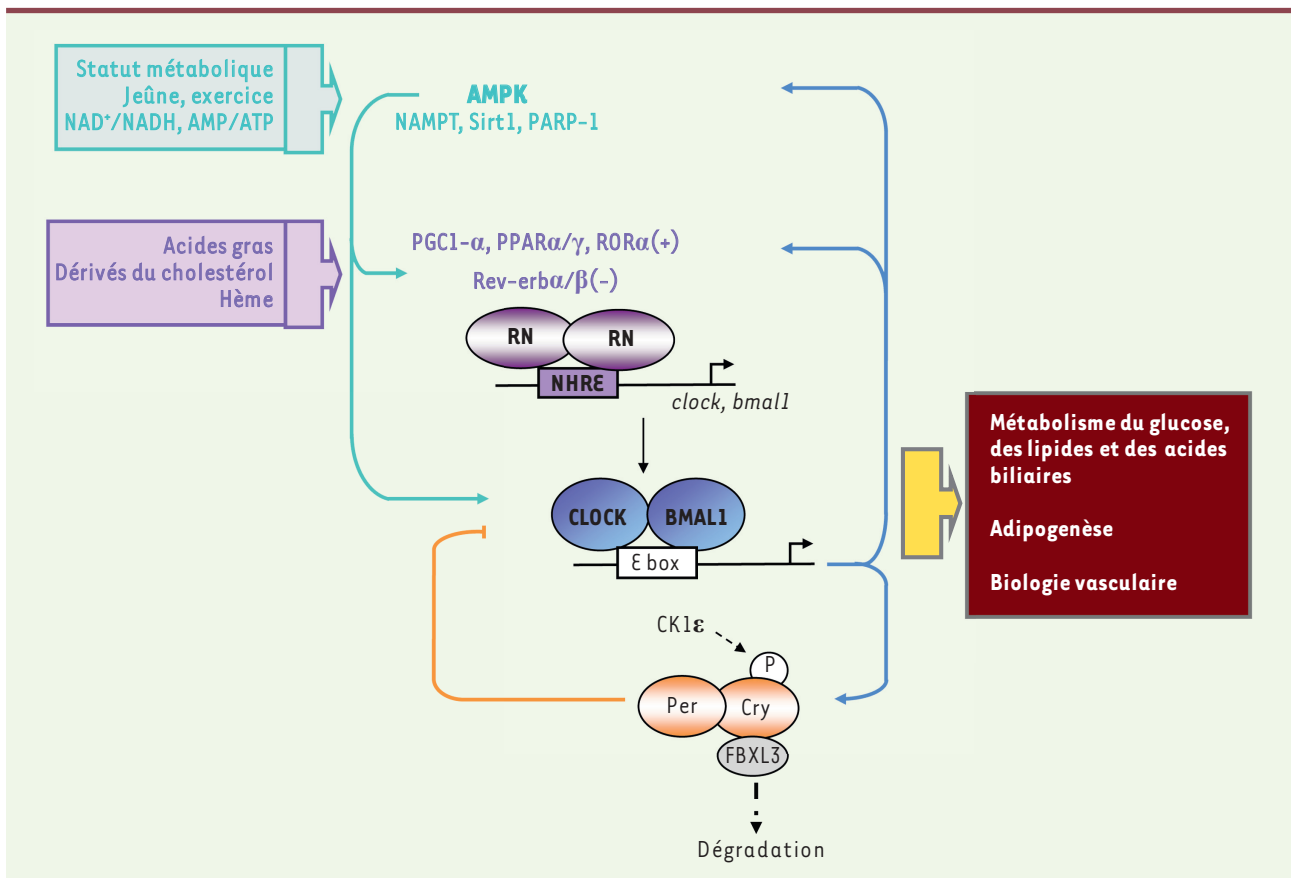 Statut métabolique
Jeûne, exercice
NAD⁺/NADH, AMP/ATP
AMPK
NAMPT, Sirt1, PARP-1
Acides gras
Dérivés du cholestérol
Hème
PGC1-α, PPARα/γ, RORα(+)
Rev-erbα/β(-)
RN RN
NHRE
clock, bmal1
CLOCK BMAL1
E box
Métabolisme du glucose,
des lipides et des acides
biliaires
Adipogenèse
Biologie vasculaire
CK1ε
P
Per Cry
FBXL3
Dégradation